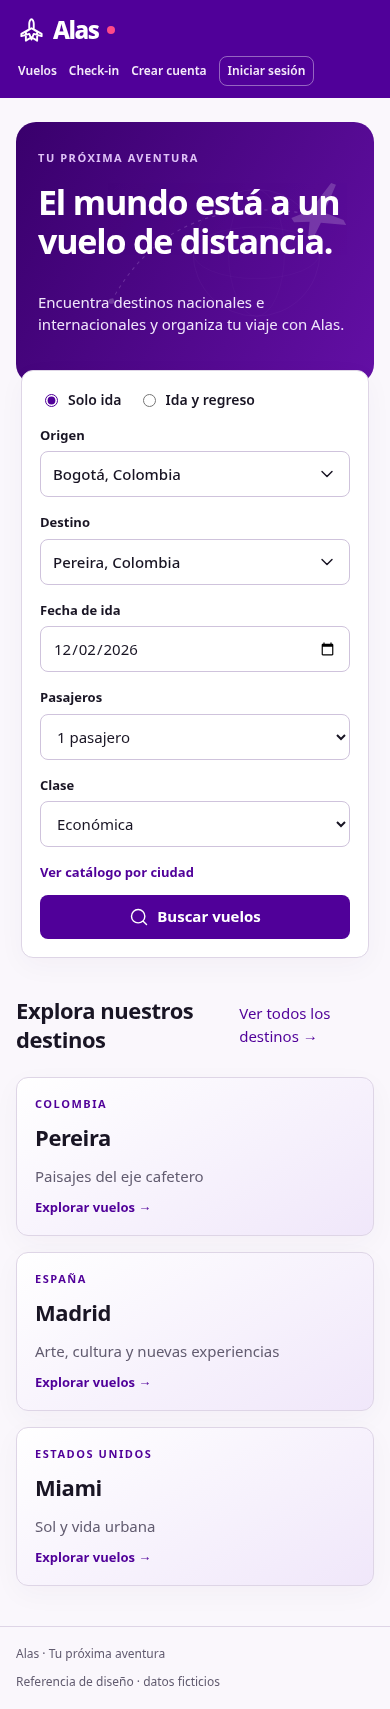 Alas
Vuelos Check-in Crear cuenta Iniciar sesión
TU PRÓXIMA AVENTURA
El mundo está a un
vuelo de distancia.
Encuentra destinos nacionales e
internacionales y organiza tu viaje con Alas.
Solo ida Ida y regreso
Origen
Bogotá, Colombia
Destino
Pereira, Colombia
Fecha de ida
12/02/2026
Pasajeros
1 pasajero
Clase
Económica
Ver catálogo por ciudad
Buscar vuelos
Explora nuestros
destinos
Ver todos los
destinos →
COLOMBIA
Pereira
Paisajes del eje cafetero
Explorar vuelos →
ESPAÑA
Madrid
Arte, cultura y nuevas experiencias
Explorar vuelos →
ESTADOS UNIDOS
Miami
Sol y vida urbana
Explorar vuelos →
Alas · Tu próxima aventura
Referencia de diseño · datos ficticios